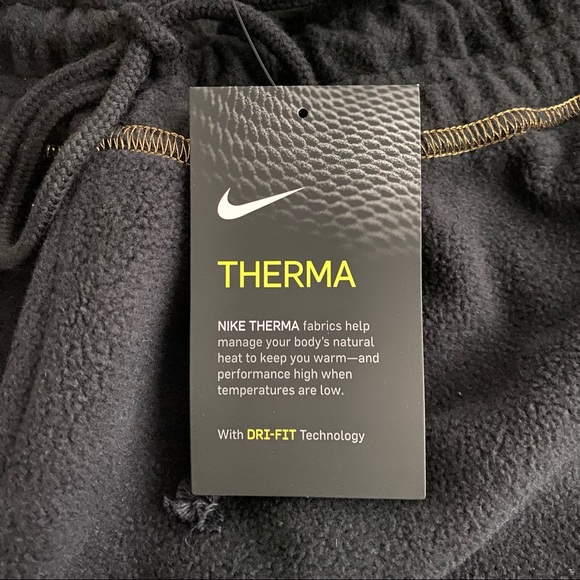 THERMA
NIKE THERMA fabrics help
manage your body's natural
heat to keep you warm—and
performance high when
temperatures are low.
With DRI-FIT Technology